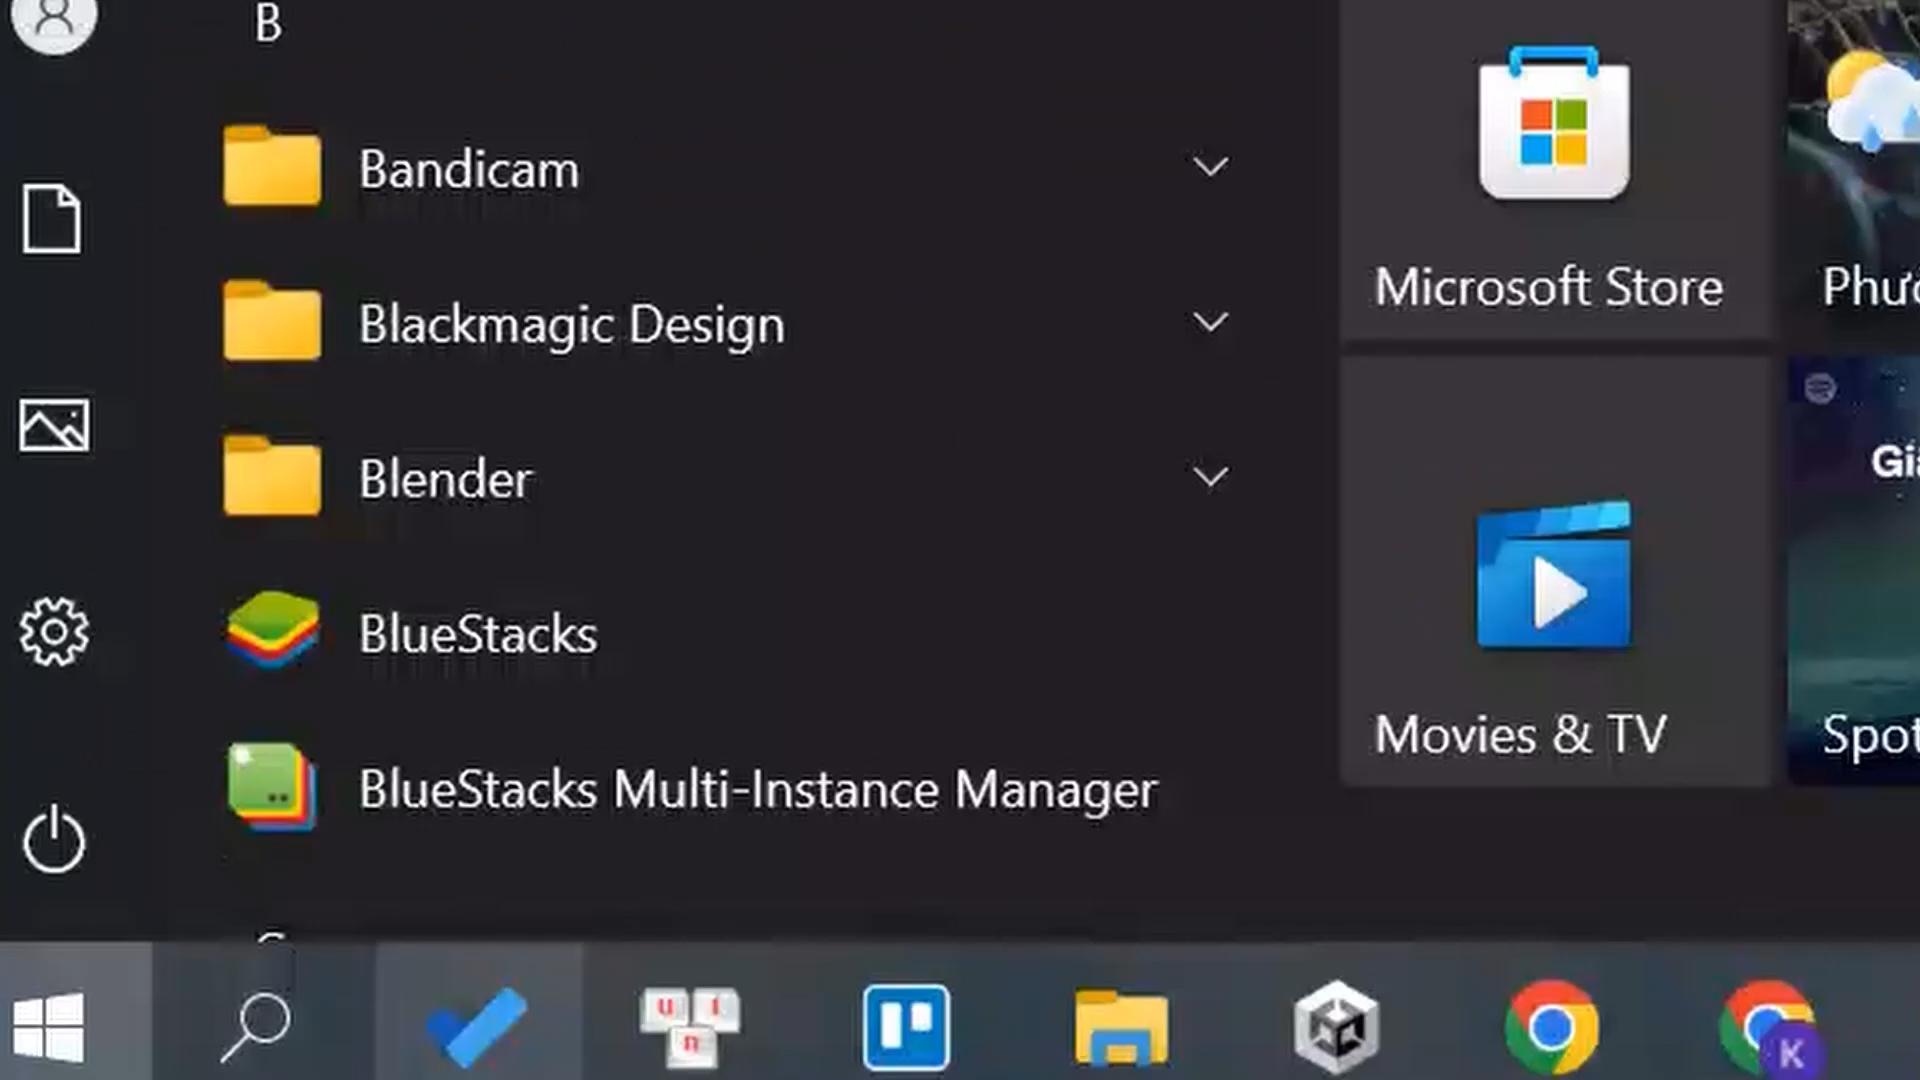 B
Bandicam
Blackmagic Design
Blender
BlueStacks
BlueStacks Multi-Instance Manager
Microsoft Store
Movies & TV
u i n
K